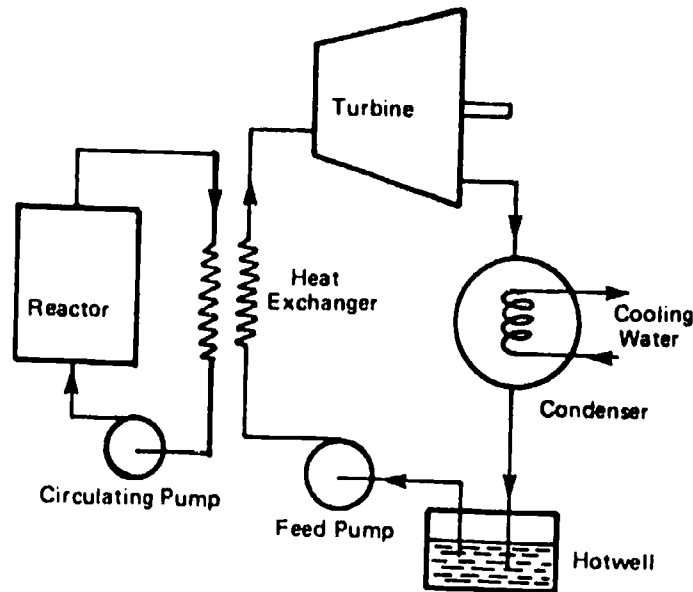 Turbine
Reactor
Heat
Exchanger
Cooling
Water
Condenser
Circulating Pump
Feed Pump
Hotwell